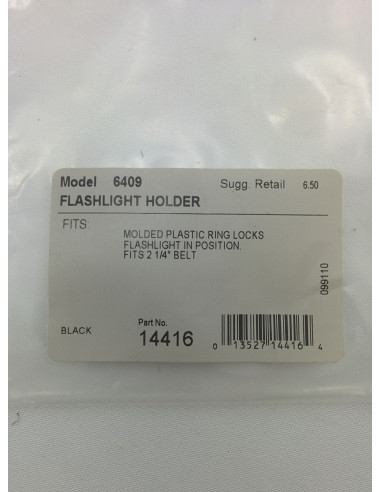 Model 6409 Sugg. Retail 6.50
FLASHLIGHT HOLDER
FITS:
MOLDED PLASTIC RING LOCKS
FLASHLIGHT IN POSITION.
FITS 2 1/4" BELT
099110
BLACK
Part No.
14416
0 13527 14416 4